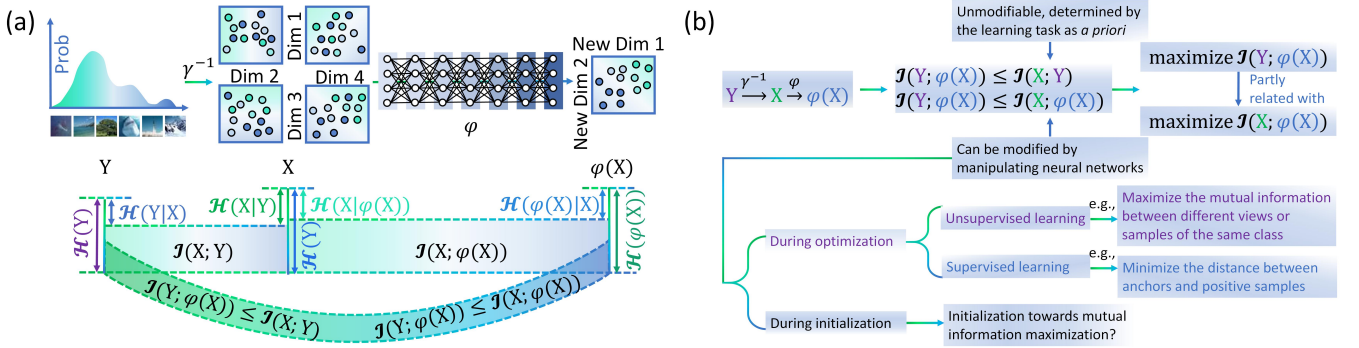 (a)
Prob
γ⁻¹
Dim 1
Dim 2
Dim 3
Dim 4
φ
New Dim 1
New Dim 2
Y
X
φ(X)
ℋ(Y)
ℋ(Y|X)
ℋ(X|Y)
ℋ(X|φ(X))
ℋ(Y)
ℋ(φ(X)|X)
ℋ(φ(X))
ℐ(X; Y)
ℐ(X; φ(X))
ℐ(Y; φ(X)) ≤ ℐ(X; Y)
ℐ(Y; φ(X)) ≤ ℐ(X; φ(X))
(b)
Unmodifiable, determined by
the learning task as a priori
Y γ⁻¹→ X φ→ φ(X)
ℐ(Y; φ(X)) ≤ ℐ(X; Y)
ℐ(Y; φ(X)) ≤ ℐ(X; φ(X))
maximize ℐ(Y; φ(X))
Partly
related with
maximize ℐ(X; φ(X))
Can be modified by
manipulating neural networks
During optimization
Unsupervised learning
e.g.,
Maximize the mutual information
between different views or
samples of the same class
Supervised learning
e.g.,
Minimize the distance between
anchors and positive samples
During initialization
Initialization towards mutual
information maximization?